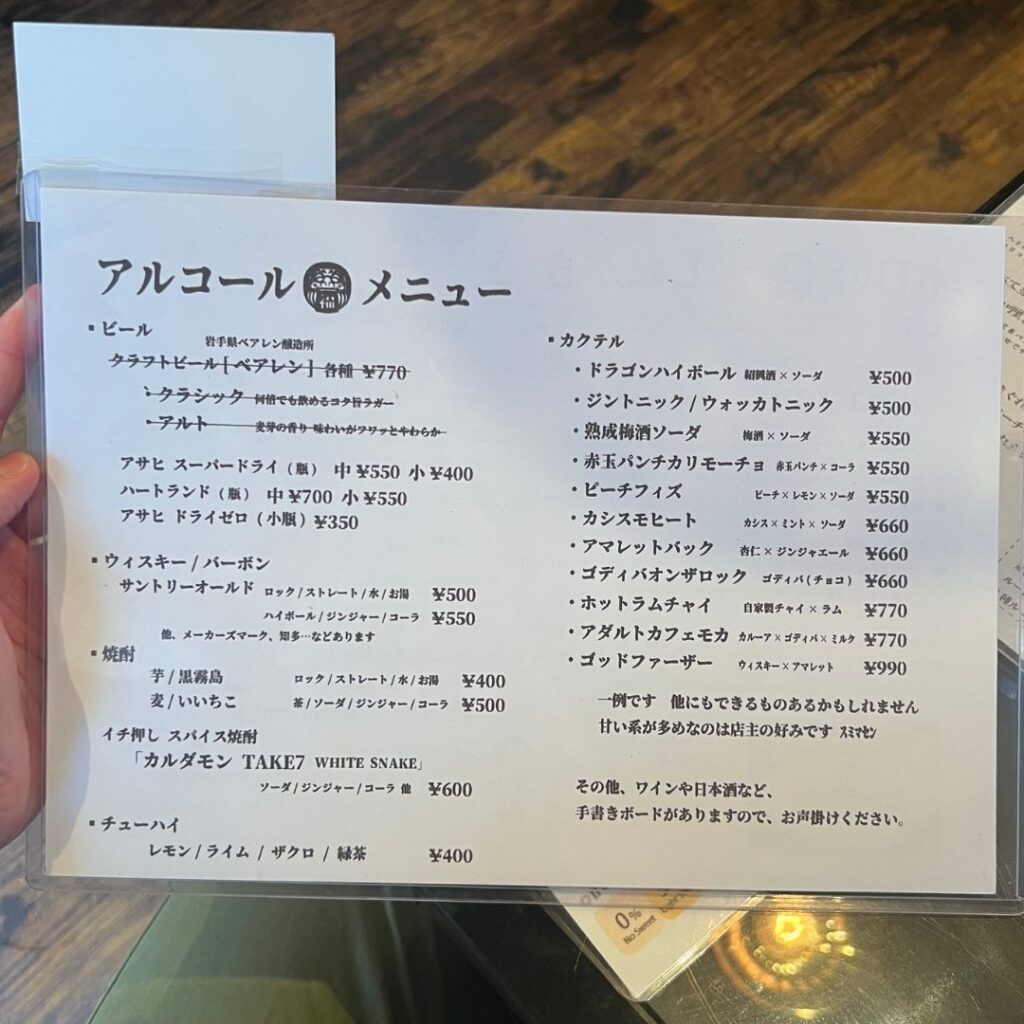 アルコール 福 メニュー
▪ビール
岩手県ベアレン醸造所
クラフトビール[ベアレン]各種 ¥770
・クラシック 何倍でも飲めるコク旨ラガー
・アルト 麦芽の香り 味わいがフワッとやわらか
アサヒ スーパードライ(瓶) 中¥550 小¥400
ハートランド(瓶) 中¥700 小¥550
アサヒ ドライゼロ(小瓶)¥350
▪ウィスキー/バーボン
サントリーオールド ロック/ストレート/水/お湯 ¥500
ハイボール/ジンジャー/コーラ ¥550
他、メーカーズマーク、知多…などあります
▪焼酎
芋/黒霧島 ロック/ストレート/水/お湯 ¥400
麦/いいちこ 茶/ソーダ/ジンジャー/コーラ ¥500
イチ押し スパイス焼酎
「カルダモン TAKE7 WHITE SNAKE」
ソーダ/ジンジャー/コーラ 他 ¥600
▪チューハイ
レモン/ライム / ザクロ / 緑茶 ¥400
▪カクテル
・ドラゴンハイボール 紹興酒×ソーダ ¥500
・ジントニック/ウォッカトニック ¥500
・熟成梅酒ソーダ 梅酒×ソーダ ¥550
・赤玉パンチカリモーチョ 赤玉パンチ×コーラ ¥550
・ピーチフィズ ピーチ×レモン×ソーダ ¥550
・カシスモヒート カシス×ミント×ソーダ ¥660
・アマレットバック 杏仁×ジンジャエール ¥660
・ゴディバオンザロック ゴディバ(チョコ) ¥660
・ホットラムチャイ 自家製チャイ×ラム ¥770
・アダルトカフェモカ カルーア×ゴディバ×ミルク ¥770
・ゴッドファーザー ウィスキー×アマレット ¥990
一例です 他にもできるものあるかもしれません
甘い系が多めなのは店主の好みです ｽﾐﾏｾﾝ
その他、ワインや日本酒など、
手書きボードがありますので、お声掛けください。
0%
No Sweet